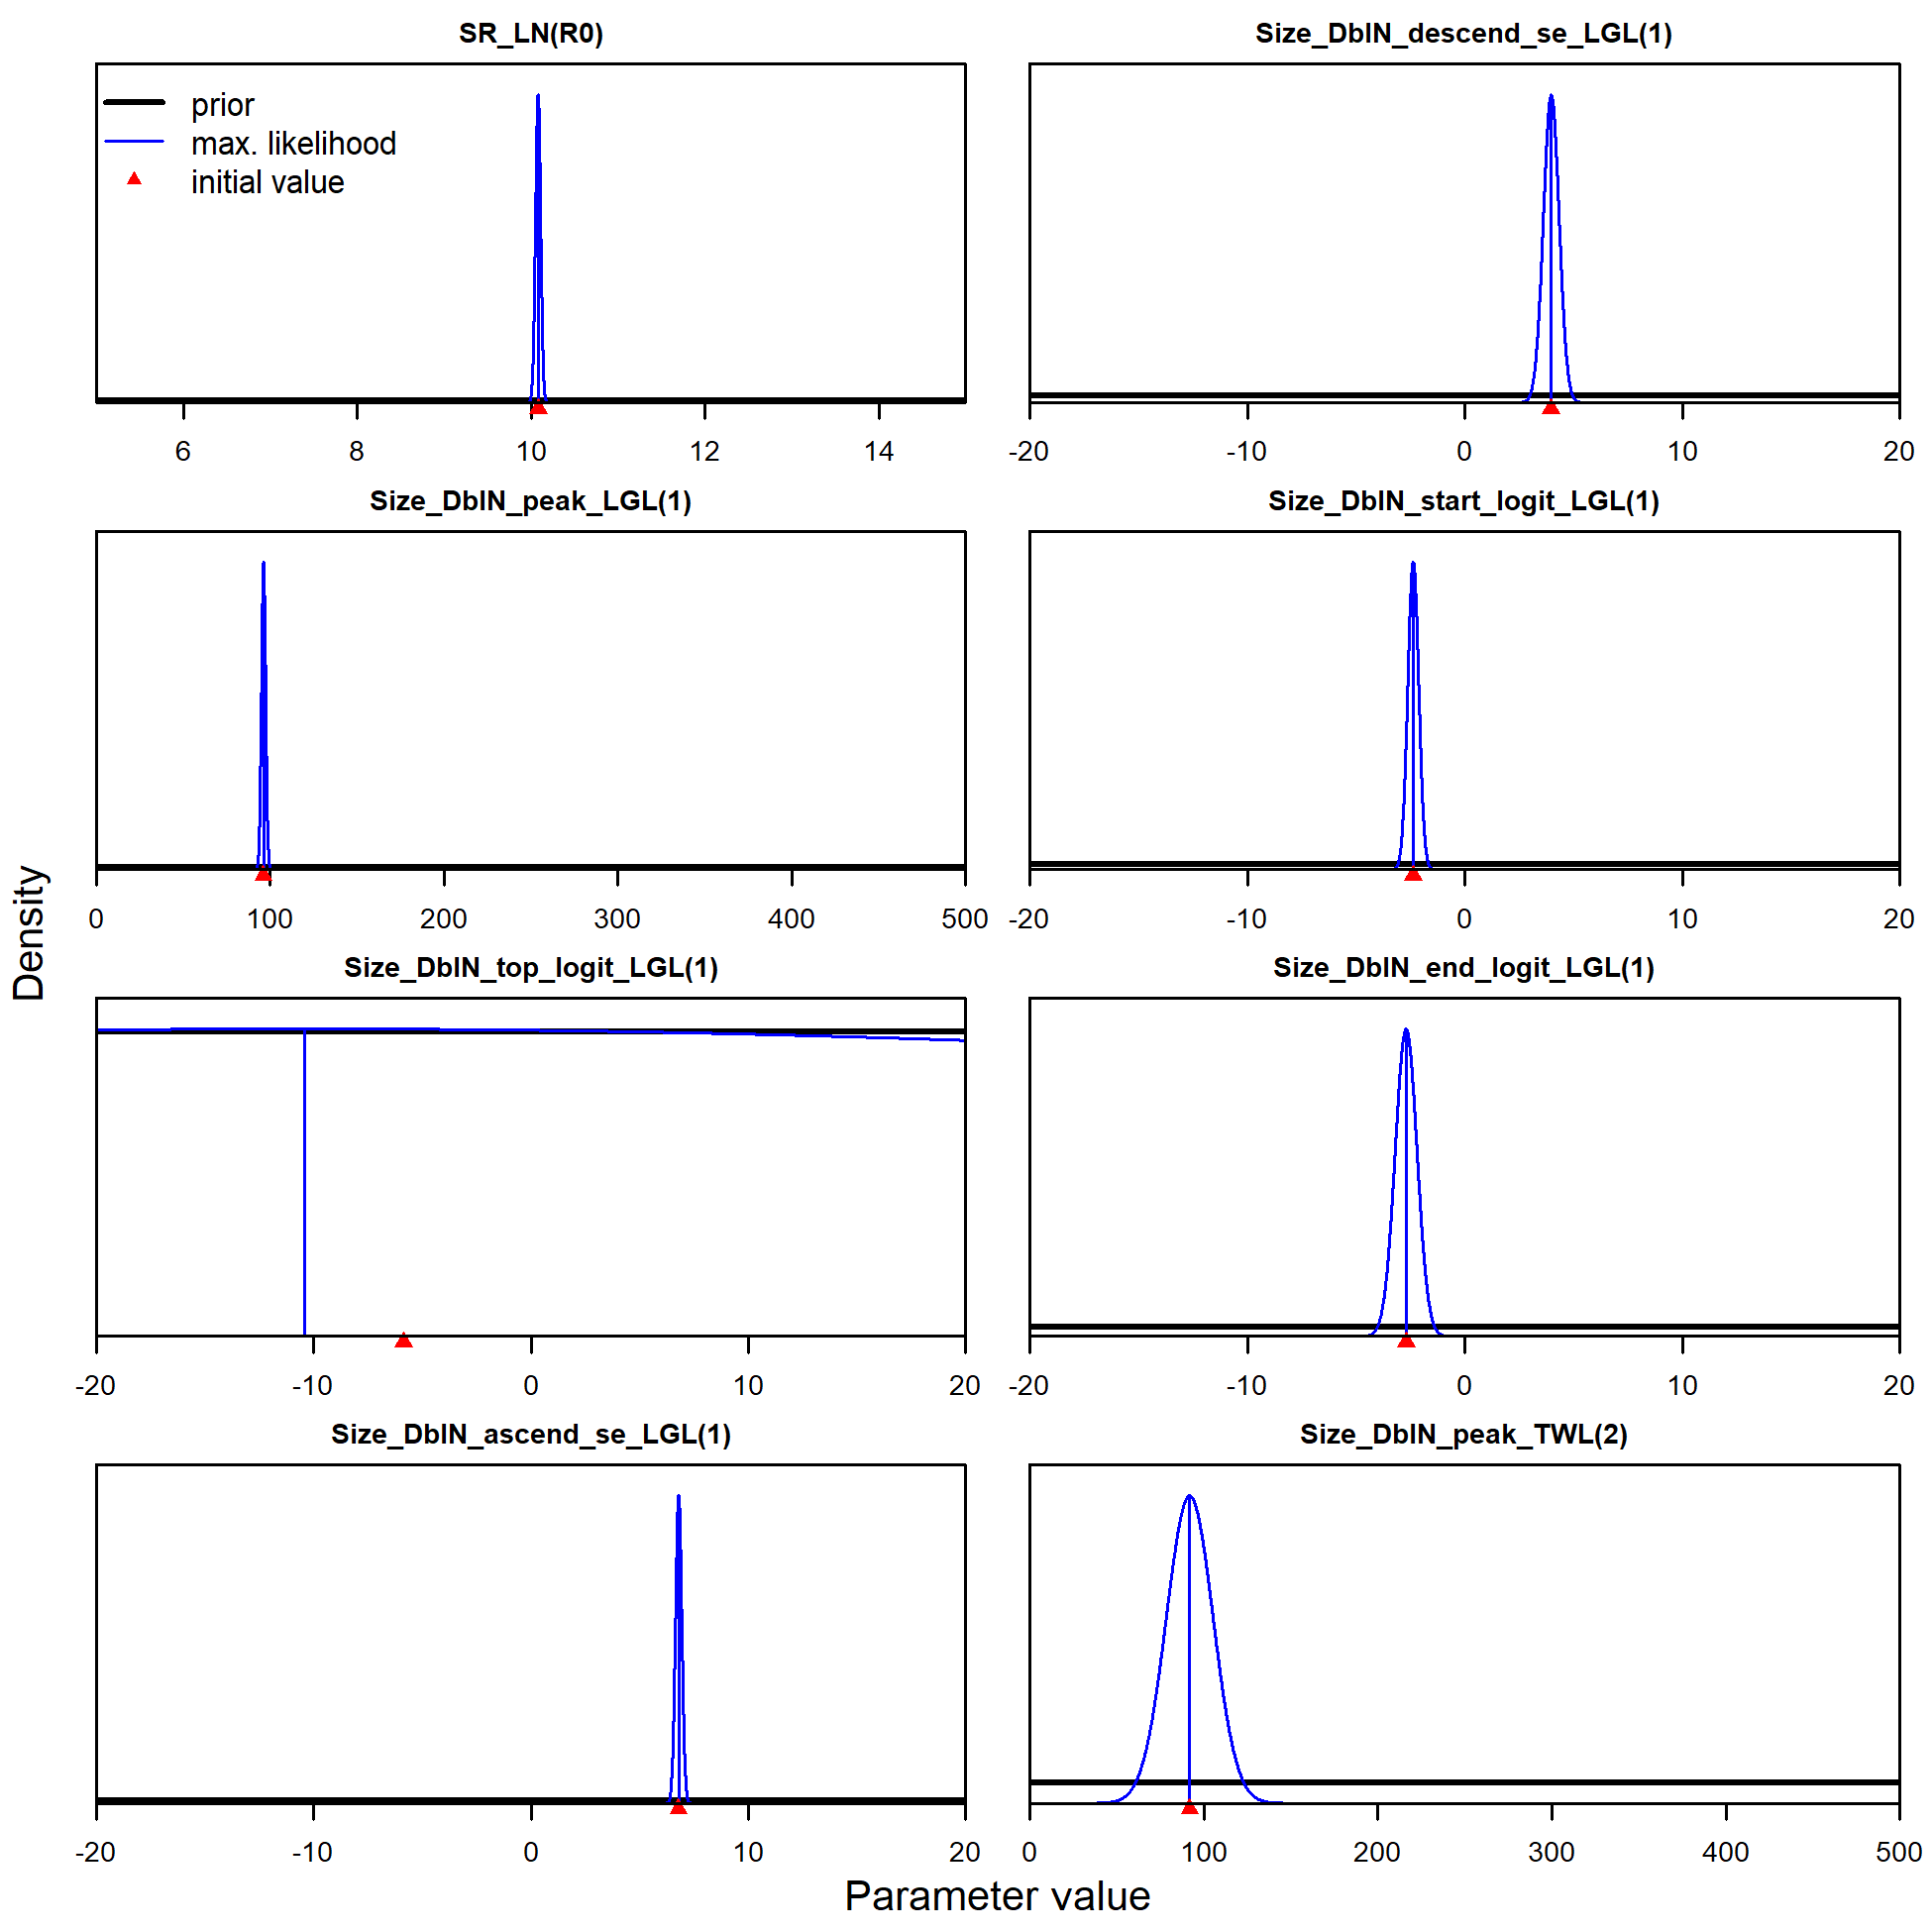 SR_LN(R0)
prior
max. likelihood
initial value
6 8 10 12 14
Size_DblN_descend_se_LGL(1)
-20 -10 0 10 20
Size_DblN_peak_LGL(1)
0 100 200 300 400 500
Size_DblN_start_logit_LGL(1)
-20 -10 0 10 20
Size_DblN_top_logit_LGL(1)
-20 -10 0 10 20
Size_DblN_end_logit_LGL(1)
-20 -10 0 10 20
Size_DblN_ascend_se_LGL(1)
-20 -10 0 10 20
Size_DblN_peak_TWL(2)
0 100 200 300 400 500
Density
Parameter value